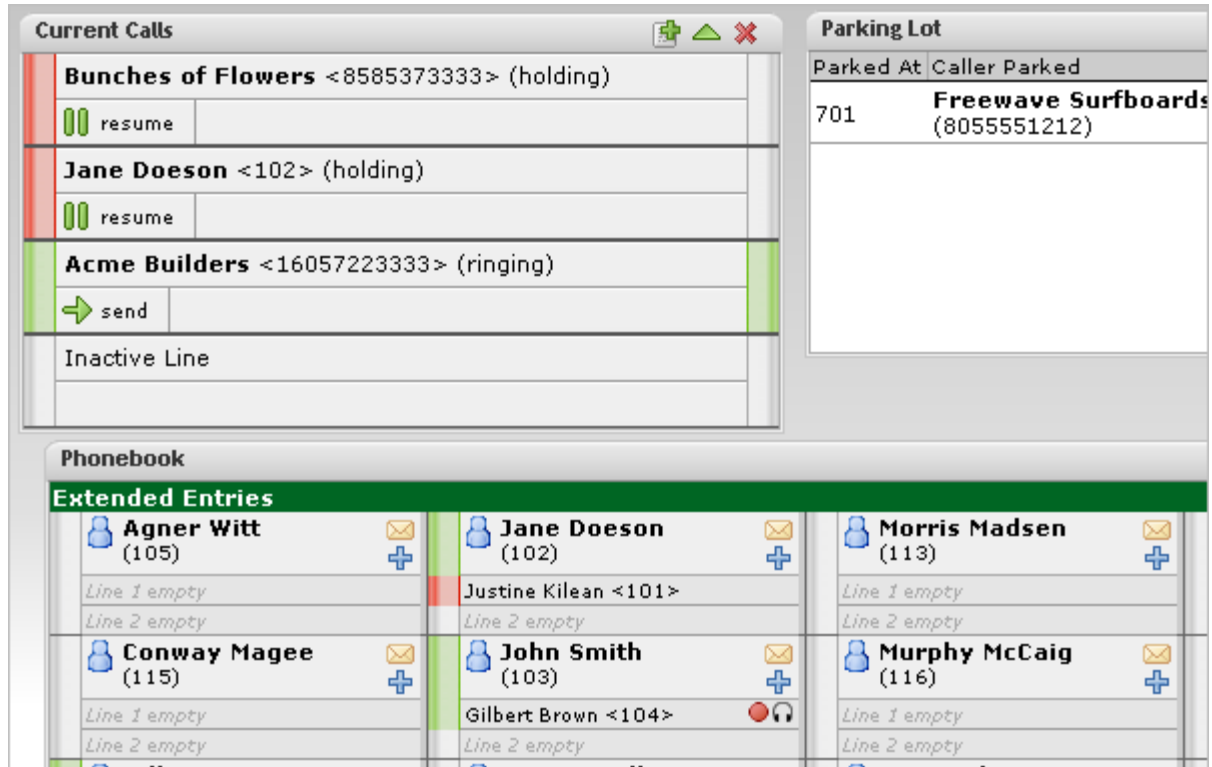 Current Calls
Bunches of Flowers <8585373333> (holding)
resume
Jane Doeson <102> (holding)
resume
Acme Builders <16057223333> (ringing)
send
Inactive Line
Parking Lot
Parked At Caller Parked
701 Freewave Surfboards
(8055551212)
Phonebook
Extended Entries
Agner Witt
(105)
Line 1 empty
Line 2 empty
Jane Doeson
(102)
Justine Kilean <101>
Line 2 empty
Morris Madsen
(113)
Line 1 empty
Line 2 empty
Conway Magee
(115)
Line 1 empty
Line 2 empty
John Smith
(103)
Gilbert Brown <104>
Line 2 empty
Murphy McCaig
(116)
Line 1 empty
Line 2 empty